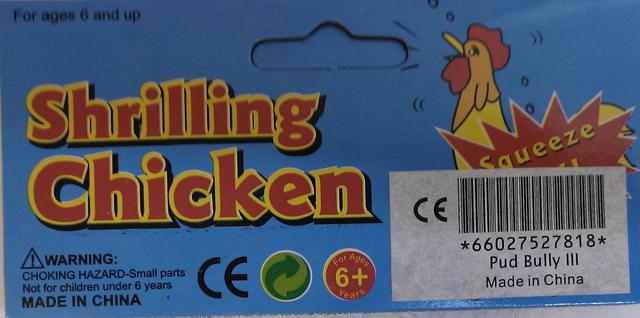 For ages 6 and up
Shrilling
Chicken
Squeeze
WARNING:
CHOKING HAZARD-Small parts
Not for children under 6 years
MADE IN CHINA
CE
For Ages
6+
Years
CE
*66027527818*
Pud Bully III
Made in China